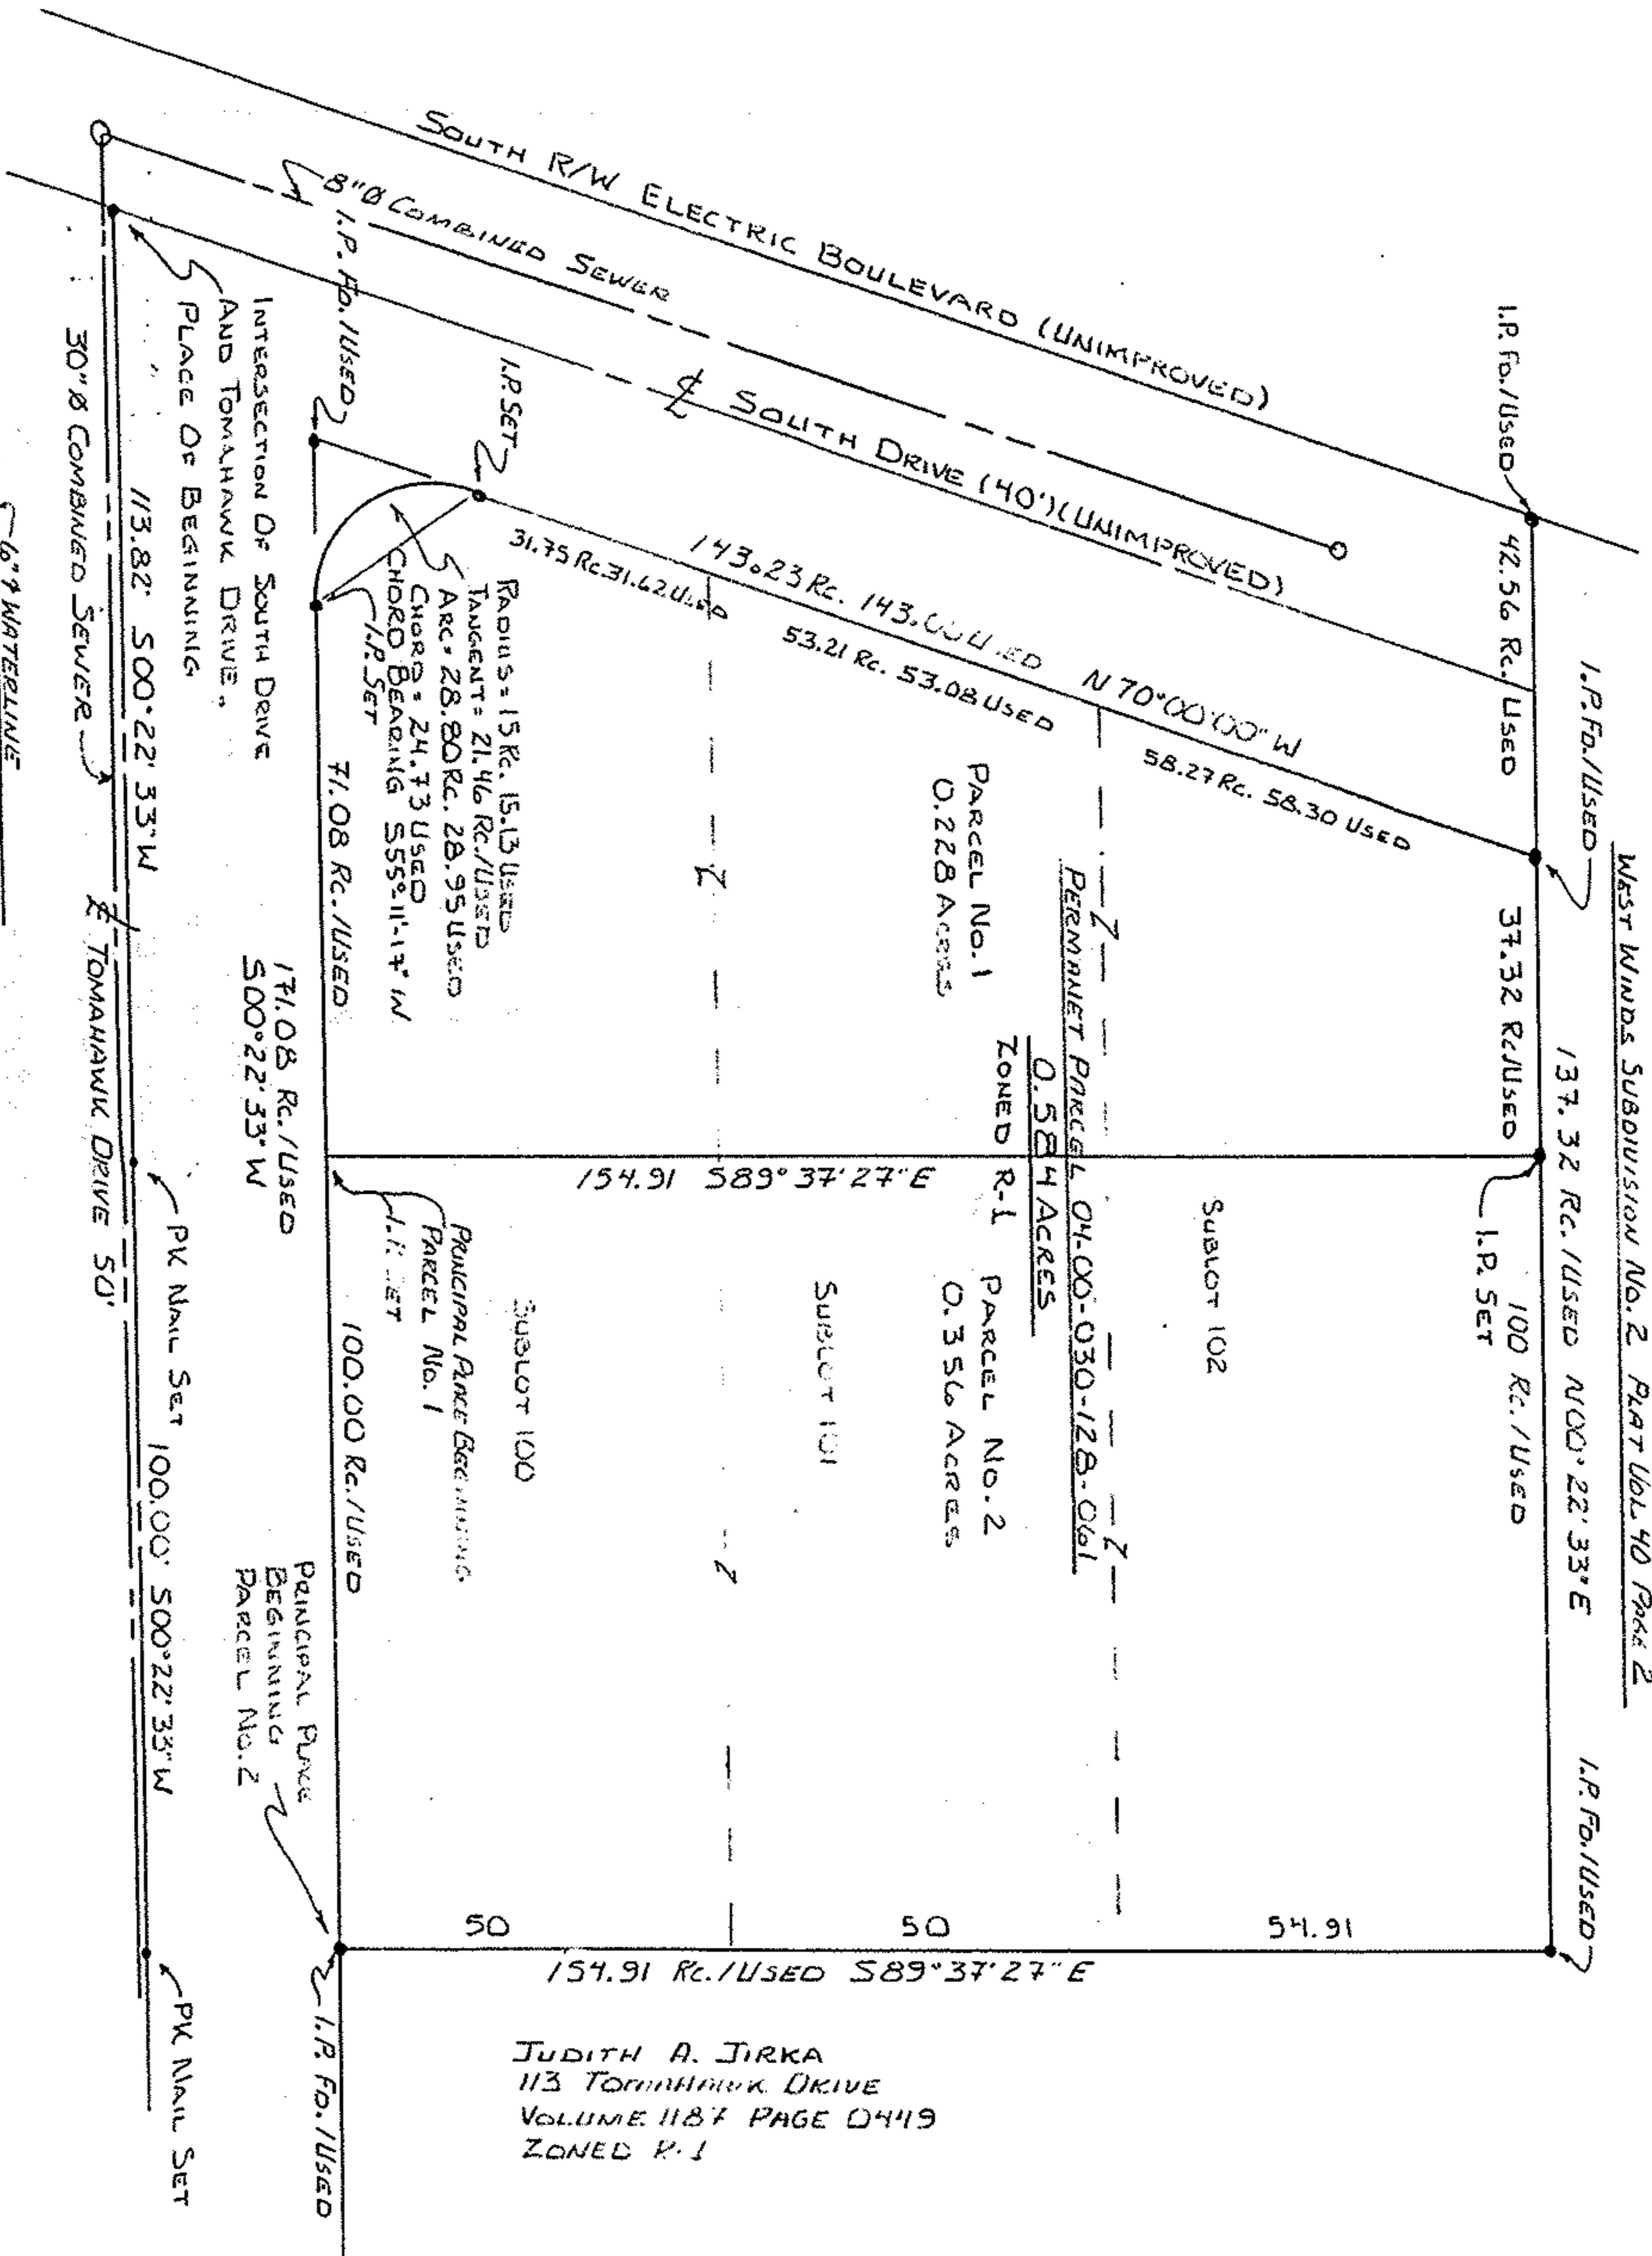 WEST WINDS SUBDIVISION NO. 2 PLAT VOL. 40 PAGE 2
I.P. FD./USED
137.32 RC./USED N00°22'33"E
I.P. FD./USED
I.P. FD./USED
42.56 RC. USED
37.32 RC./USED
100 RC./USED
I.P. SET
SOUTH R/W ELECTRIC BOULEVARD (UNIMPROVED)
8"Ø COMBINED SEWER
℄ SOUTH DRIVE (40') (UNIMPROVED)
143.23 RC. 143.00 USED N 70°00'00" W
31.75 RC. 31.62 USED
53.21 RC. 53.08 USED
58.27 RC. 58.30 USED
SUBLOT 102
PERMANET PARCEL 04-00-030-128-061
0.584 ACRES
ZONED R-1
PARCEL NO. 1
0.228 ACRES
PARCEL NO. 2
0.356 ACRES
SUBLOT 101
SUBLOT 100
154.91 S89°37'27"E
PRINCIPAL PLACE BEGINNING
PARCEL NO. 1
I.P. SET
RADIUS = 15 RC. 15.13 USED
TANGENT = 21.46 RC./USED
ARC = 28.80 RC. 28.95 USED
CHORD = 24.73 USED
CHORD BEARING S55°-11'-17" W
I.P. SET
I.P. SET
I.P. FD./USED
71.08 RC./USED
100.00 RC./USED
171.08 RC./USED
S00°22'33"W
INTERSECTION OF SOUTH DRIVE
AND TOMAHAWK DRIVE.
PLACE OF BEGINNING
PRINCIPAL PLACE
BEGINNING
PARCEL NO. 2
I.P. FD./USED
113.82' S00°22'33"W
PK NAIL SET
100.00' S00°22'33"W
PK NAIL SET
30"Ø COMBINED SEWER
℄ TOMAHAWK DRIVE 50'
6"Ø WATERLINE
50
50
54.91
154.91 RC./USED S89°37'27"E
JUDITH A. JIRKA
113 TOMAHAWK DRIVE
VOLUME 1187 PAGE 0449
ZONED R-1